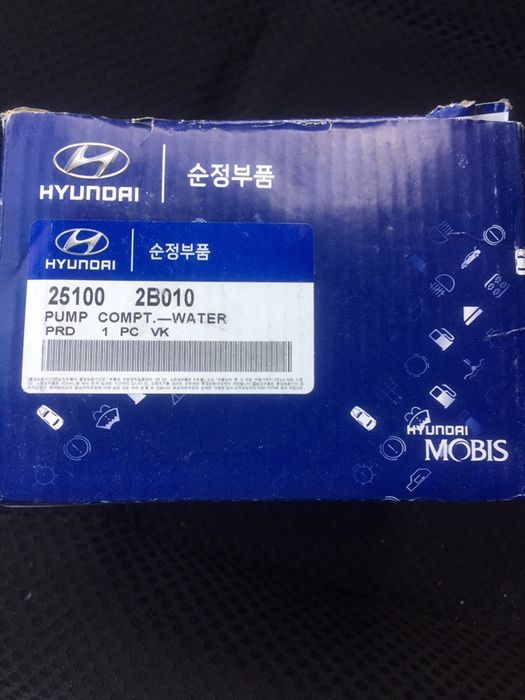 HYUNDAI 순정부품
HYUNDAI 순정부품
25100 2B010
PUMP COMPT.—WATER
PRD 1 PC VK
HYUNDAI
MOBIS